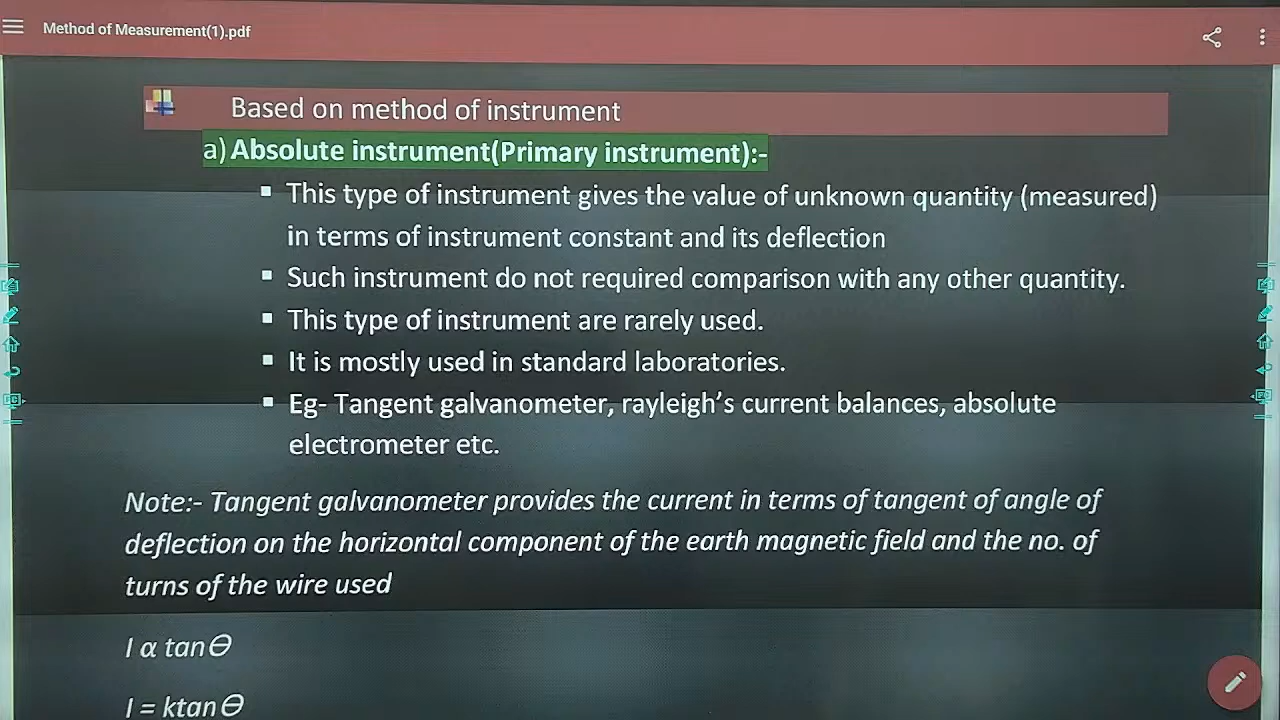 Method of Measurement(1).pdf
Based on method of instrument
a) Absolute instrument(Primary instrument):-
▪ This type of instrument gives the value of unknown quantity (measured)
in terms of instrument constant and its deflection
▪ Such instrument do not required comparison with any other quantity.
▪ This type of instrument are rarely used.
▪ It is mostly used in standard laboratories.
▪ Eg- Tangent galvanometer, rayleigh's current balances, absolute
electrometer etc.
Note:- Tangent galvanometer provides the current in terms of tangent of angle of
deflection on the horizontal component of the earth magnetic field and the no. of
turns of the wire used
I α tanΘ
I = ktanΘ